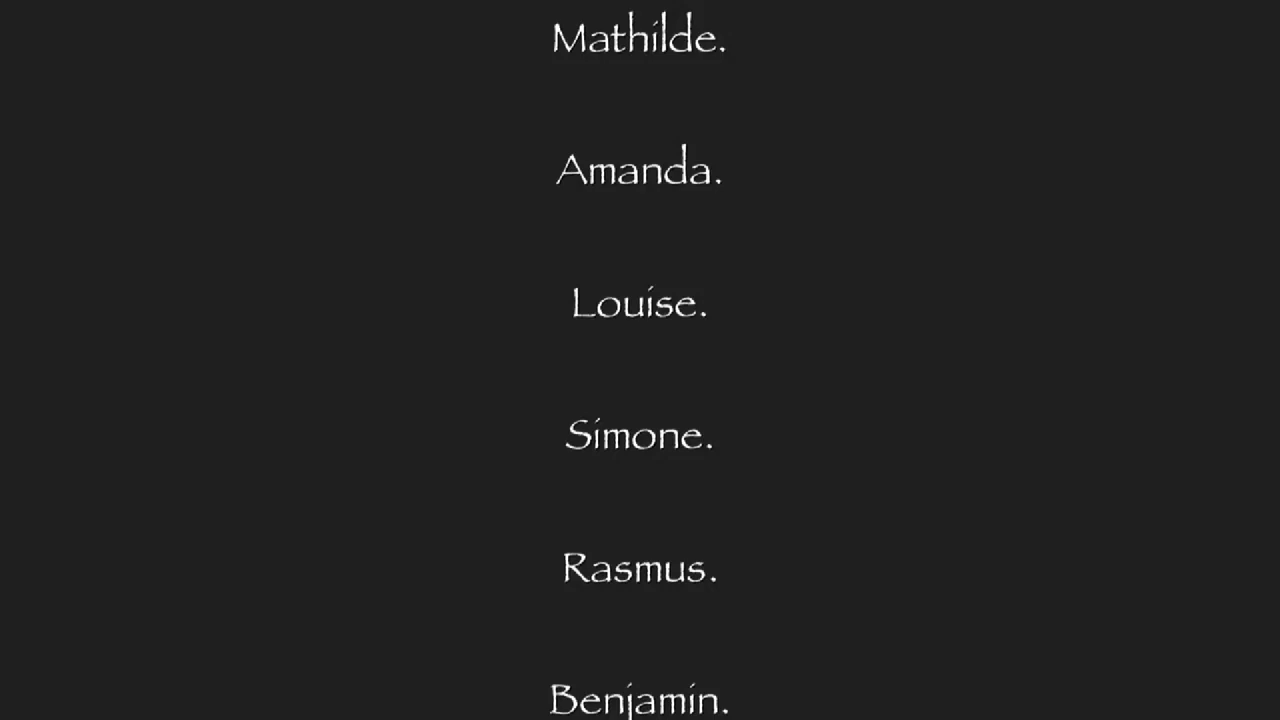 Mathilde.
Amanda.
Louise.
Simone.
Rasmus.
Benjamin.